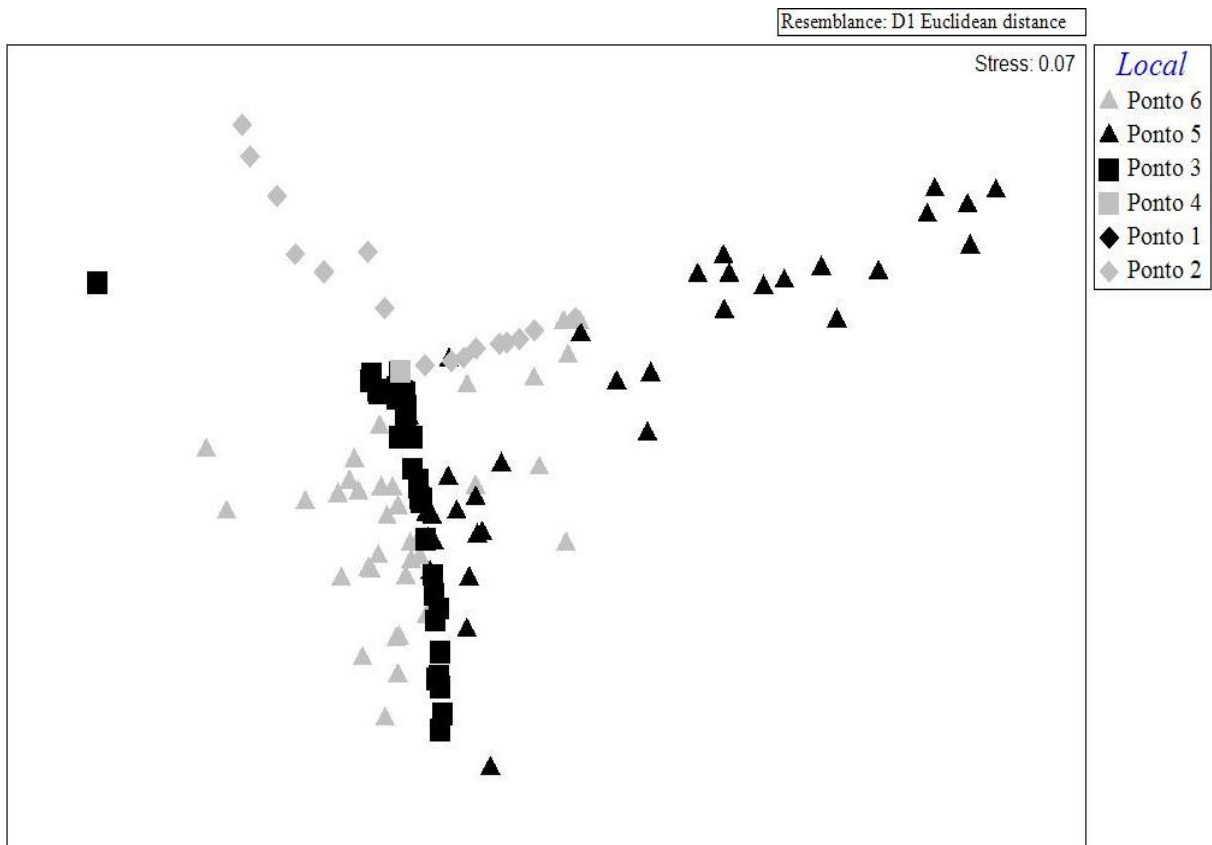 Resemblance: D1 Euclidean distance
Stress: 0.07
Local
Ponto 6
Ponto 5
Ponto 3
Ponto 4
Ponto 1
Ponto 2